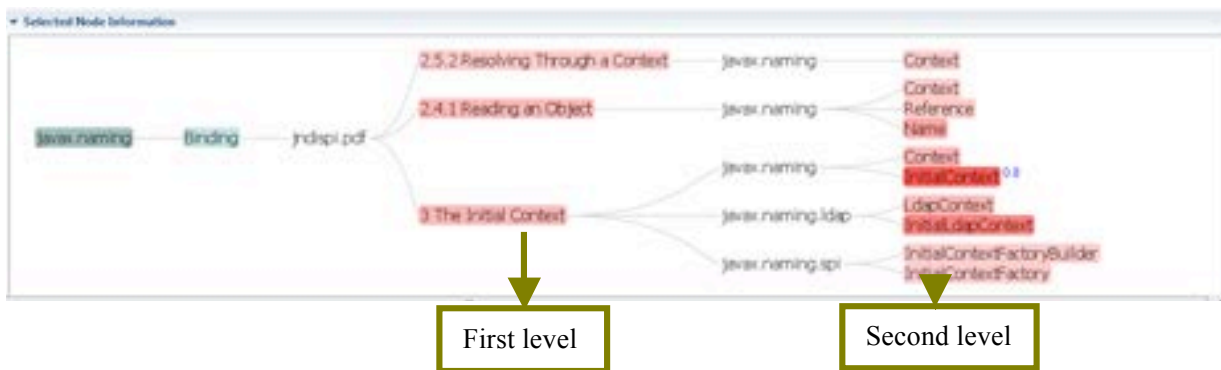 Selected Node Information
2.5.2 Resolving Through a Context javax.naming Context
Context
2.4.1 Reading an Object javax.naming Reference
Name
javax.naming Binding jndispi.pdf
javax.naming Context
InitialContext 0.8
3 The Initial Context javax.naming.ldap LdapContext
InitialLdapContext
javax.naming.spi InitialContextFactoryBuilder
InitialContextFactory
First level Second level